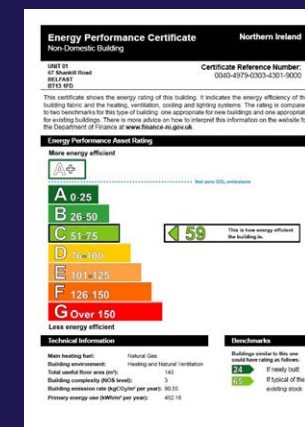 Energy Performance Certificate
Non-Domestic Building
Northern Ireland
UNIT 01
67 Shankill Road
BELFAST
BT13 1FD
Certificate Reference Number:
0040-4979-0303-4301-9000
This certificate shows the energy rating of this building. It indicates the energy efficiency of the
building fabric and the heating, ventilation, cooling and lighting systems. The rating is compare
to two benchmarks for this type of building: one appropriate for new buildings and one appropriat
for existing buildings. There is more advice on how to interpret this information on the website fo
the Department of Finance at www.finance-ni.gov.uk.
Energy Performance Asset Rating
More energy efficient
A+
Net zero CO₂ emissions
A 0-25
B 26-50
C 51-75
59
This is how energy efficient
the building is.
D 76-100
E 101-125
F 126-150
G Over 150
Less energy efficient
Technical Information
Main heating fuel: Natural Gas
Building environment: Heating and Natural Ventilation
Total useful floor area (m²): 143
Building complexity (NOS level): 3
Building emission rate (kgCO₂/m² per year): 80.55
Primary energy use (kWh/m² per year): 452.16
Benchmarks
Buildings similar to this one
would have rating as follows:
24 If newly built
65 If typical of the
existing stock